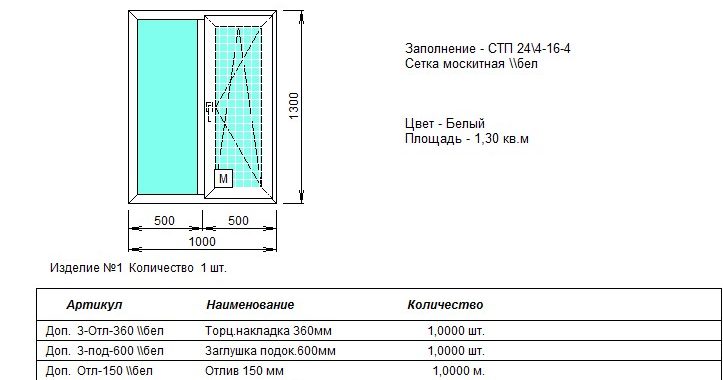 Заполнение - СТП 24\4-16-4
Сетка москитная \\бел
1300
Цвет - Белый
Площадь - 1,30 кв.м
М
500 500
1000
Изделие №1 Количество 1 шт.
Артикул Наименование Количество
Доп. З-Отл-360 \\бел Торц.накладка 360мм 1,0000 шт.
Доп. З-под-600 \\бел Заглушка подок.600мм 1,0000 шт.
Доп. Отл-150 \\бел Отлив 150 мм 1,0000 м.